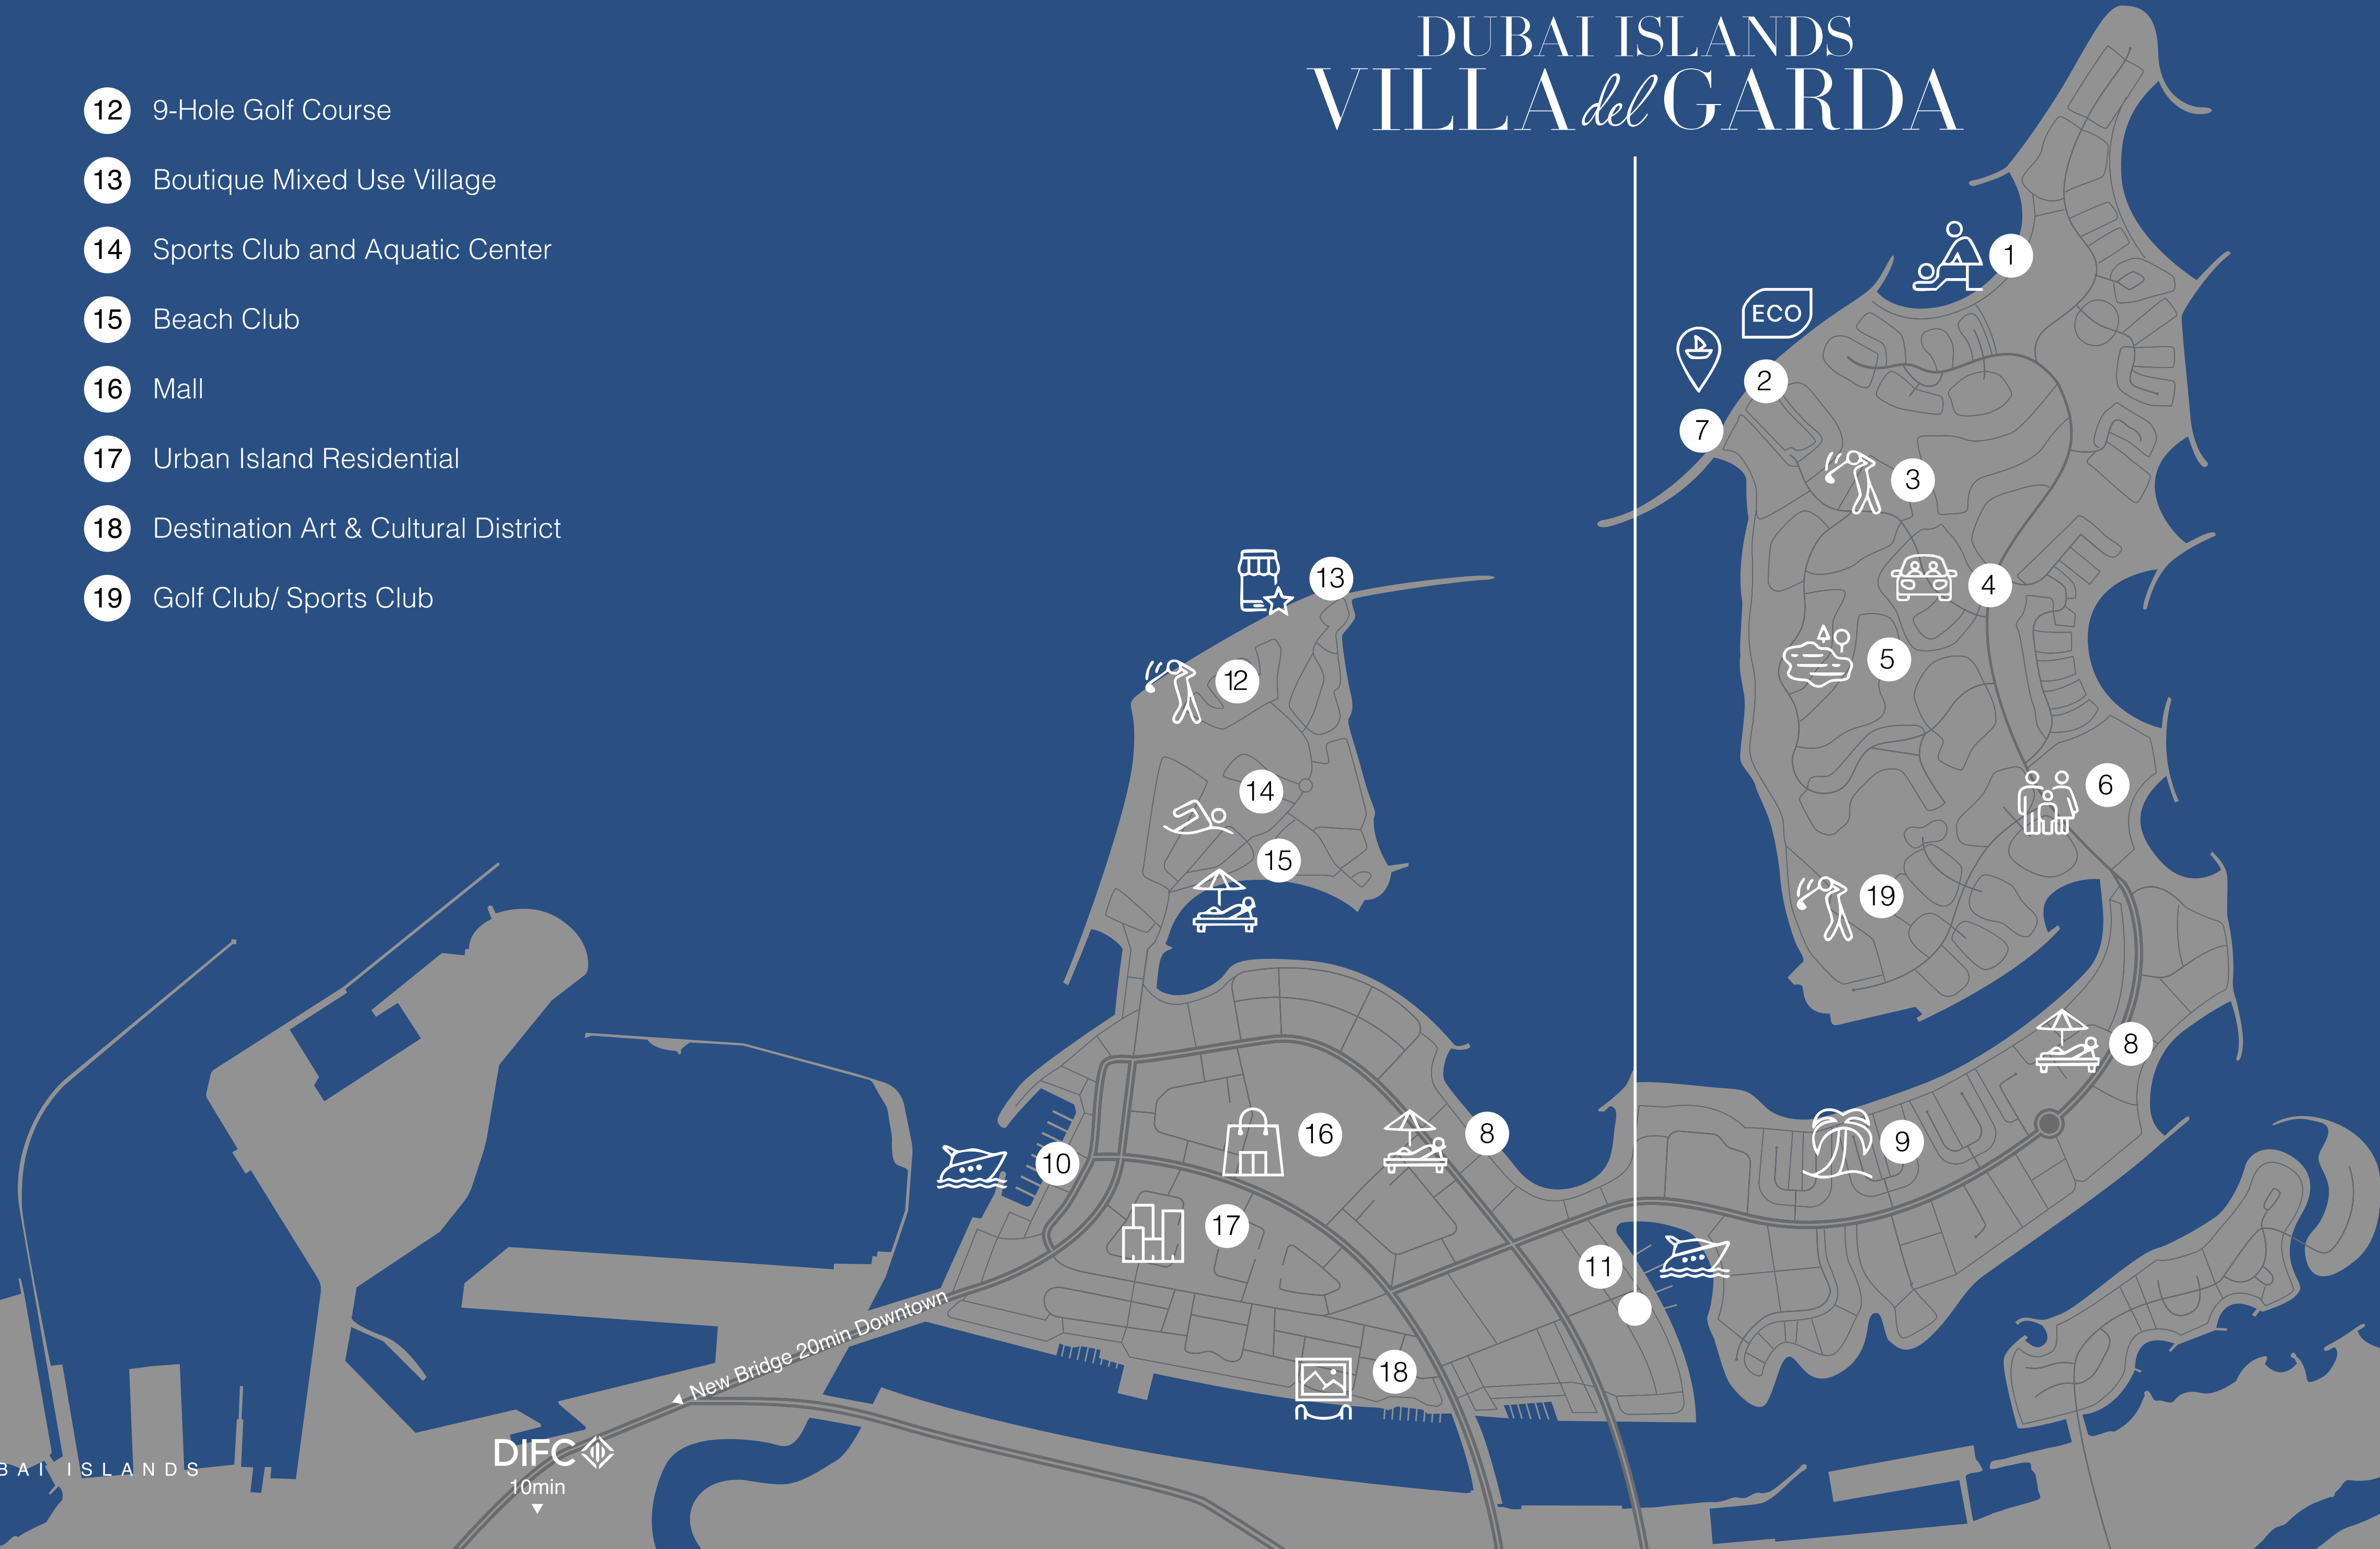 DUBAI ISLANDS
VILLA del GARDA
12 9-Hole Golf Course
13 Boutique Mixed Use Village
14 Sports Club and Aquatic Center
15 Beach Club
16 Mall
17 Urban Island Residential
18 Destination Art & Cultural District
19 Golf Club/ Sports Club
1
ECO
2
7
3
13
4
5
12
6
14
15
19
8
16
8
9
10
17
11
New Bridge 20min Downtown
18
DIFC
10min
BAI ISLANDS